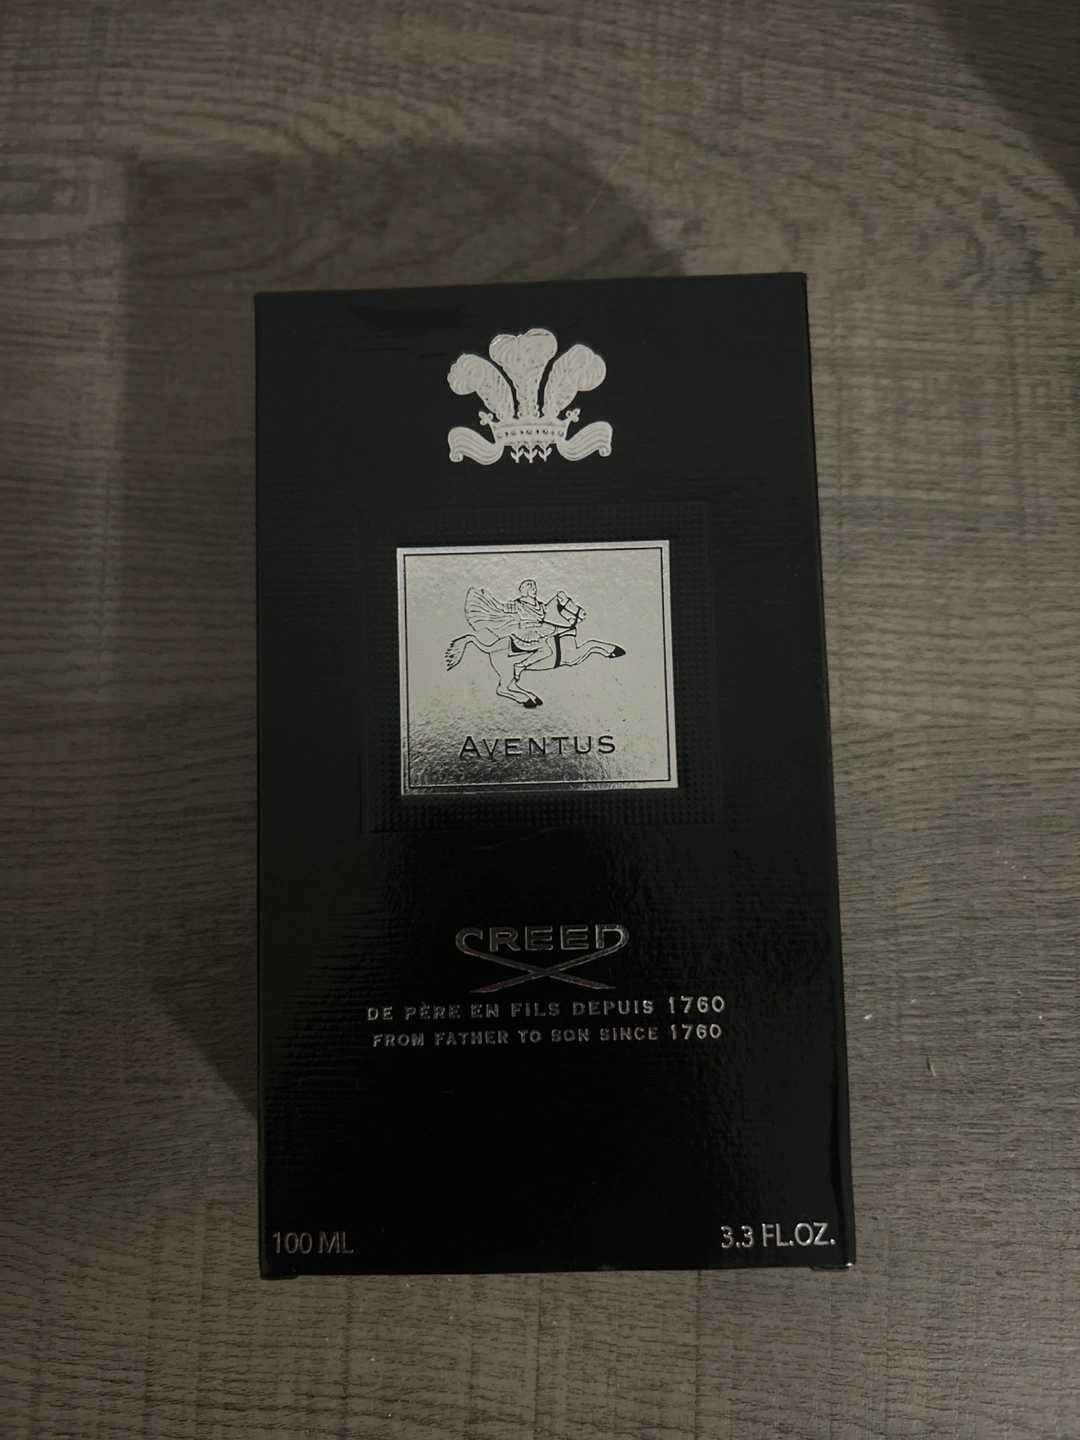 AVENTUS
CREED
DE PÈRE EN FILS DEPUIS 1760
FROM FATHER TO SON SINCE 1760
100 ML
3.3 FL.OZ.